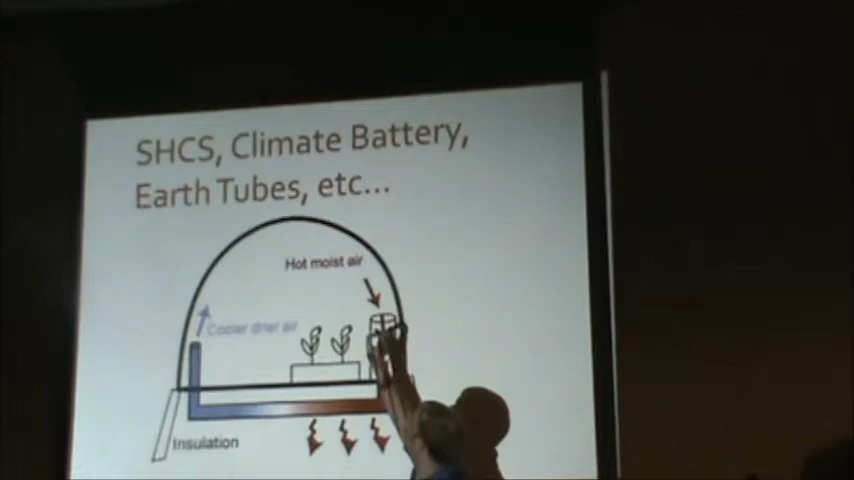 SHCS, Climate Battery,
Earth Tubes, etc...
Hot moist air
Cooler drier air
Insulation